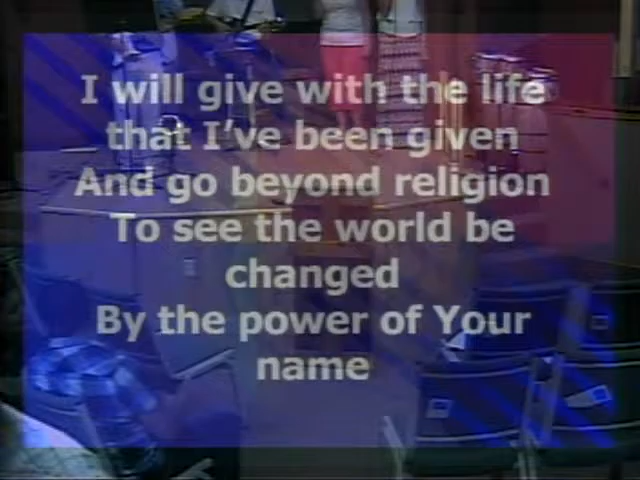 I will give with the life
that I've been given
And go beyond religion
To see the world be
changed
By the power of Your
name